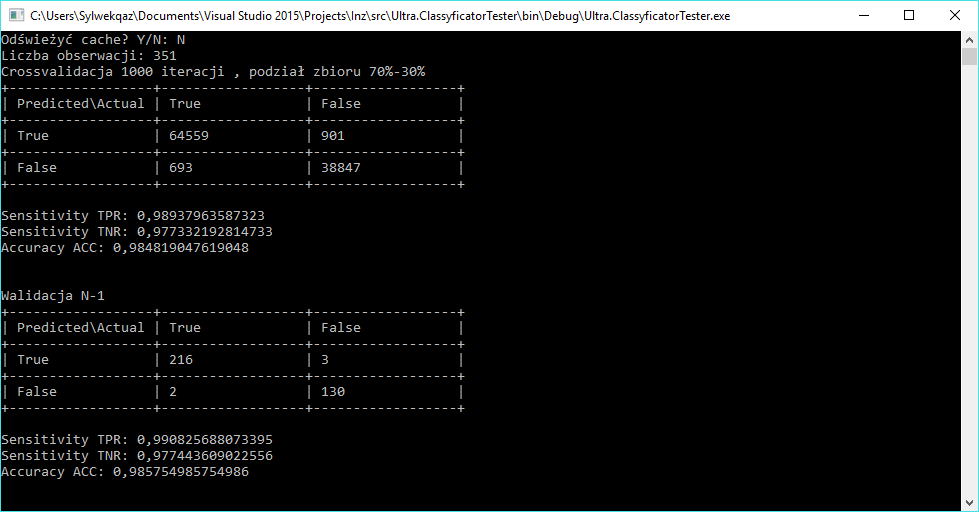 C:\Users\Sylwekqaz\Documents\Visual Studio 2015\Projects\Inz\src\Ultra.ClassyficatorTester\bin\Debug\Ultra.ClassyficatorTester.exe
Odświeżyć cache? Y/N: N
Liczba obserwacji: 351
Crossvalidacja 1000 iteracji , podział zbioru 70%-30%
+------------------+------------------+------------------+
| Predicted\Actual | True             | False            |
+------------------+------------------+------------------+
| True             | 64559            | 901              |
+------------------+------------------+------------------+
| False            | 693              | 38847            |
+------------------+------------------+------------------+
Sensitivity TPR: 0,98937963587323
Sensitivity TNR: 0,977332192814733
Accuracy ACC: 0,984819047619048
Walidacja N-1
+------------------+------------------+------------------+
| Predicted\Actual | True             | False            |
+------------------+------------------+------------------+
| True             | 216              | 3                |
+------------------+------------------+------------------+
| False            | 2                | 130              |
+------------------+------------------+------------------+
Sensitivity TPR: 0,990825688073395
Sensitivity TNR: 0,977443609022556
Accuracy ACC: 0,985754985754986